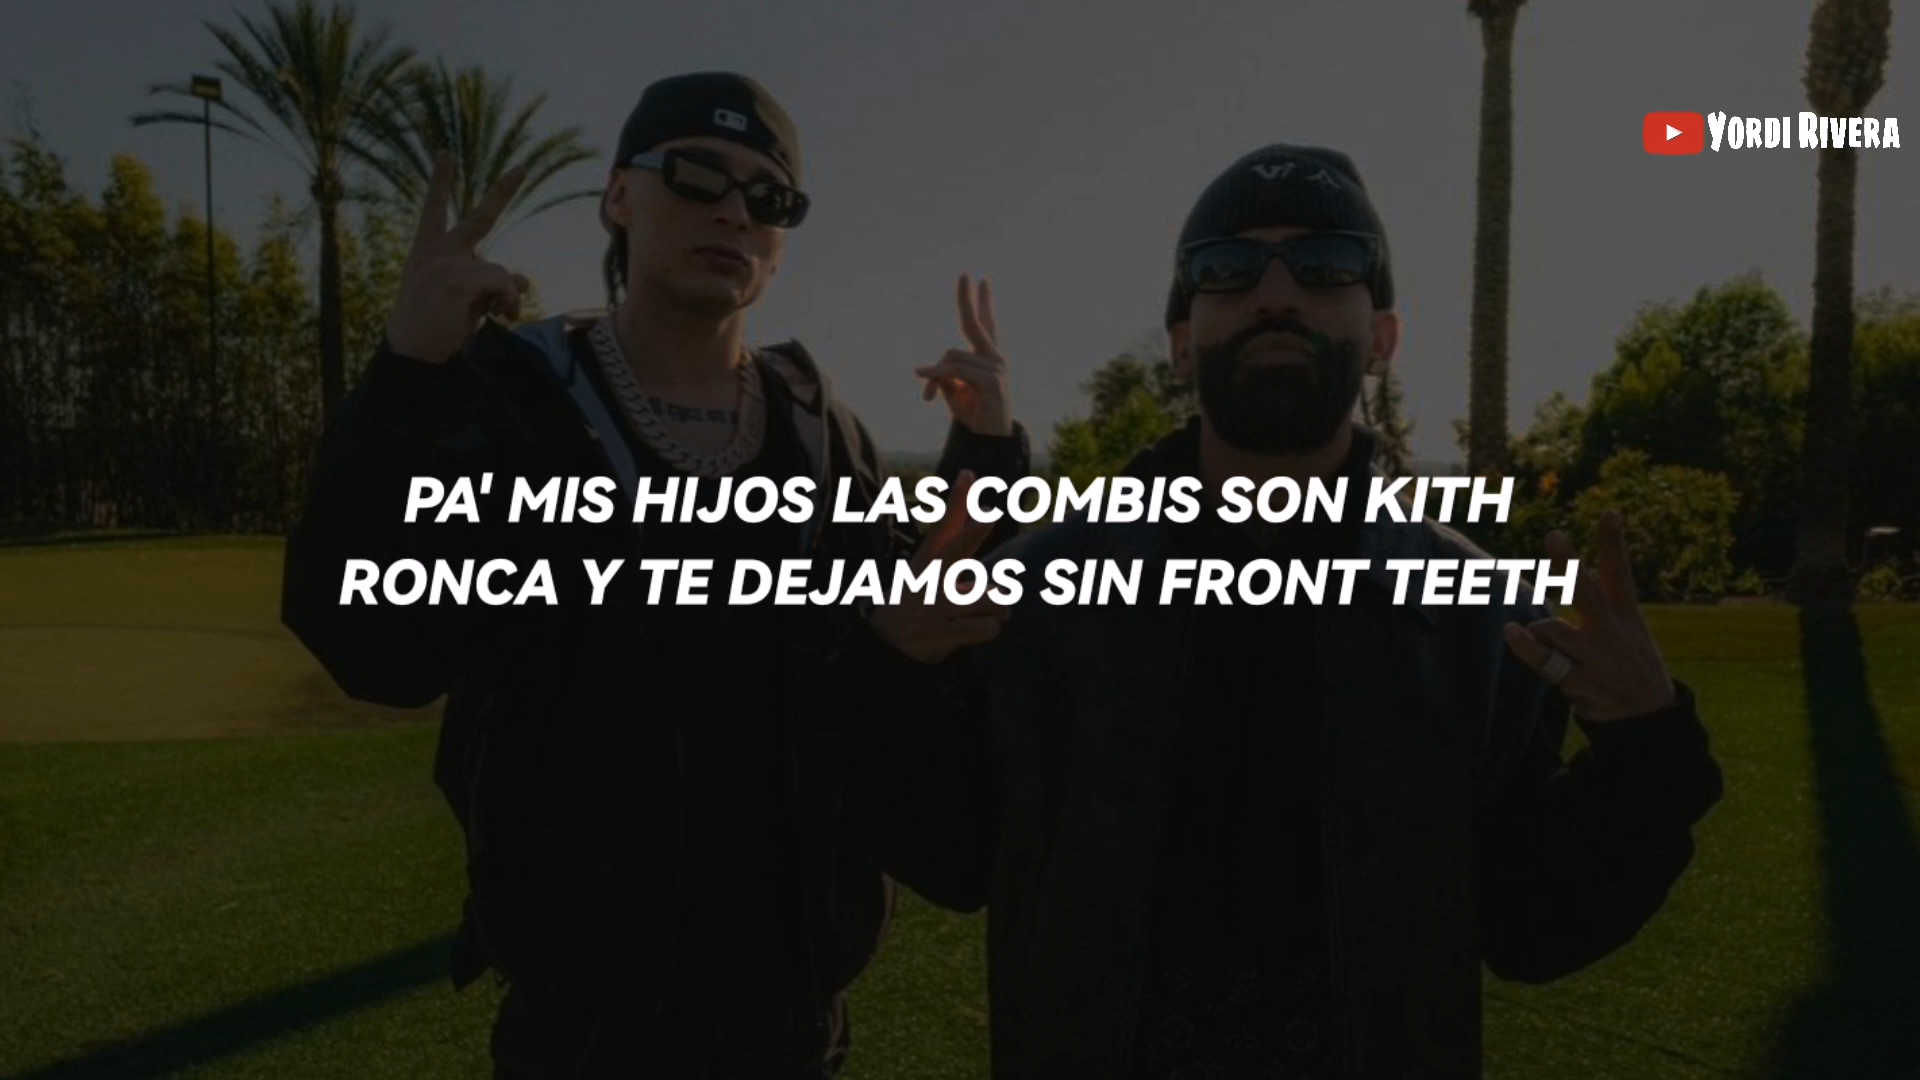 YORDI RIVERA
PA' MIS HIJOS LAS COMBIS SON KITH
RONCA Y TE DEJAMOS SIN FRONT TEETH